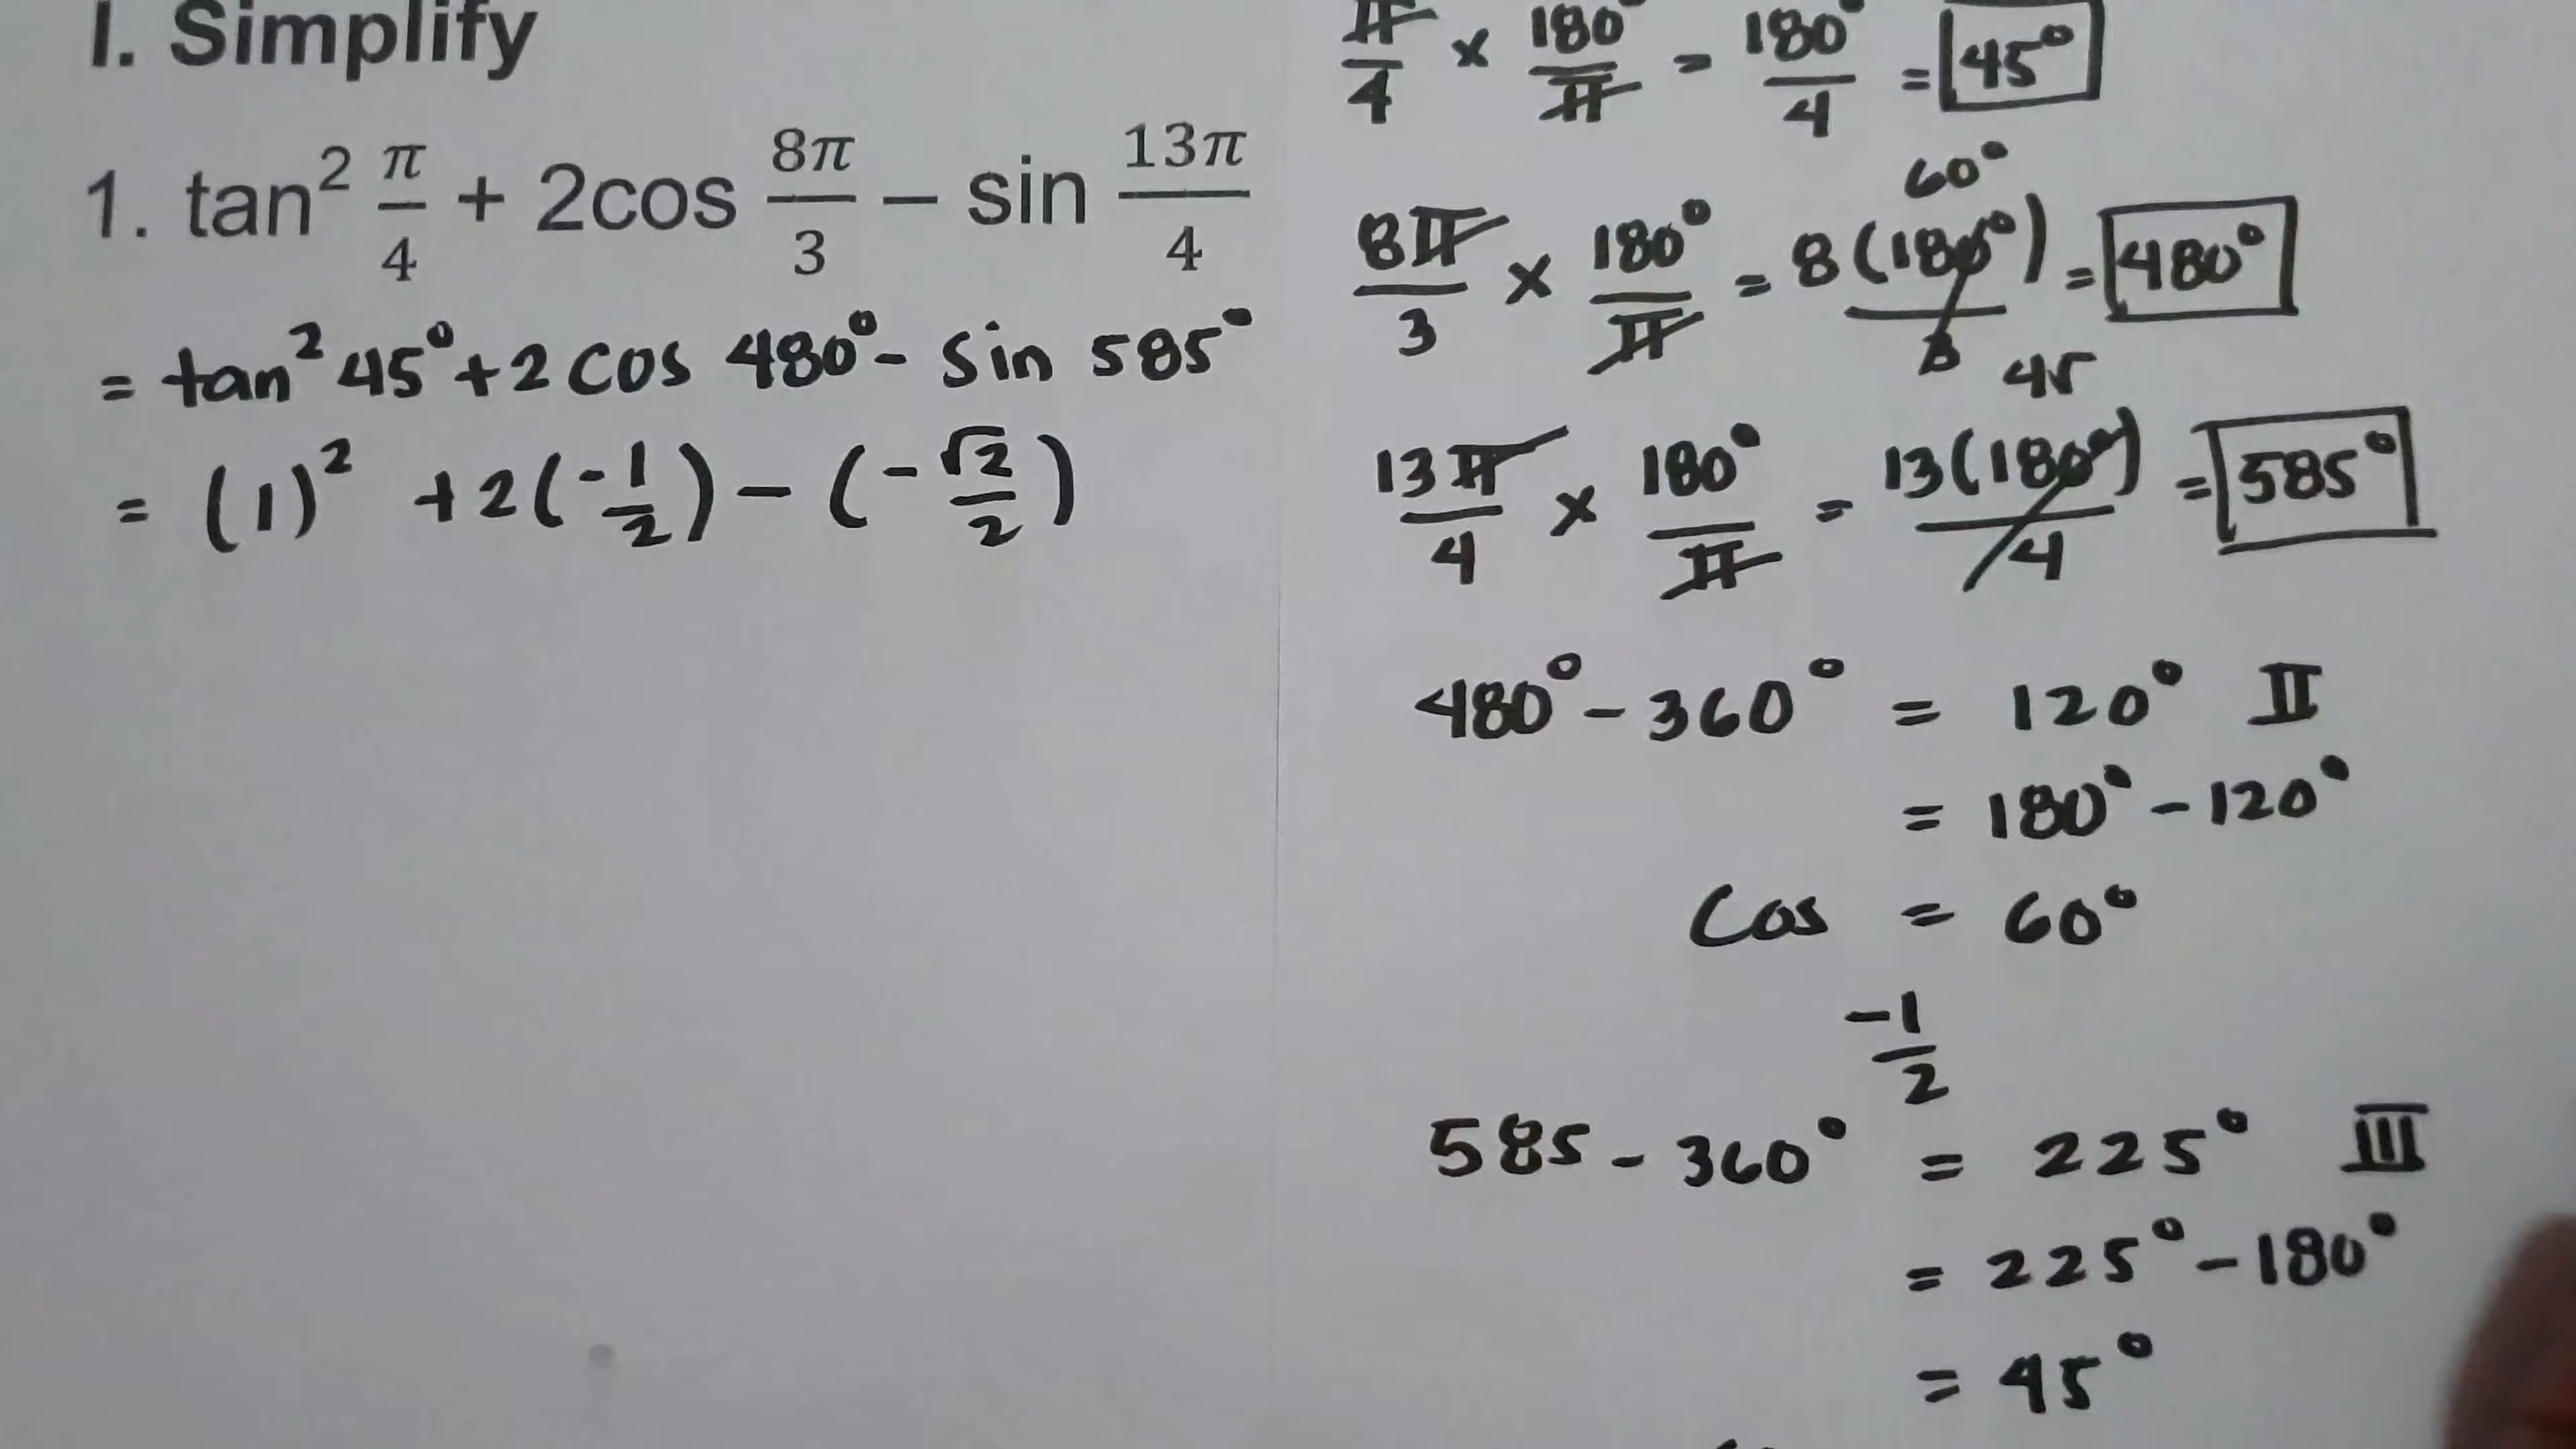 I. Simplify
1. tan² π/4 + 2cos 8π/3 − sin 13π/4
= tan² 45° + 2 cos 480° - sin 585°
= (1)² + 2(-1/2) - (-√2/2)
π/4 x 180°/π = 180°/4 = 45°
60°
8π/3 x 180°/π = 8(180°)/3 = 480°
45
13π/4 x 180°/π = 13(180°)/4 = 585°
480° - 360° = 120° II
= 180° - 120°
Cos = 60°
-1/2
585 - 360° = 225° III
= 225° - 180°
= 45°